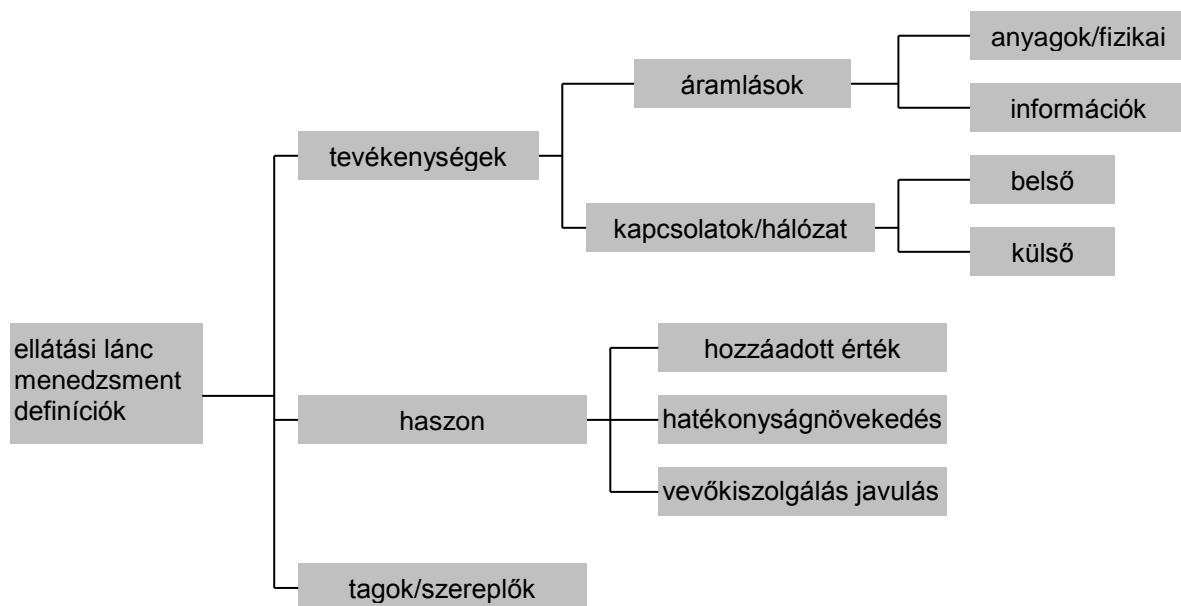 anyagok/fizikai
áramlások
információk
tevékenységek
belső
kapcsolatok/hálózat
külső
ellátási lánc
menedzsment
definíciók
hozzáadott érték
haszon
hatékonyságnövekedés
vevőkiszolgálás javulás
tagok/szereplők